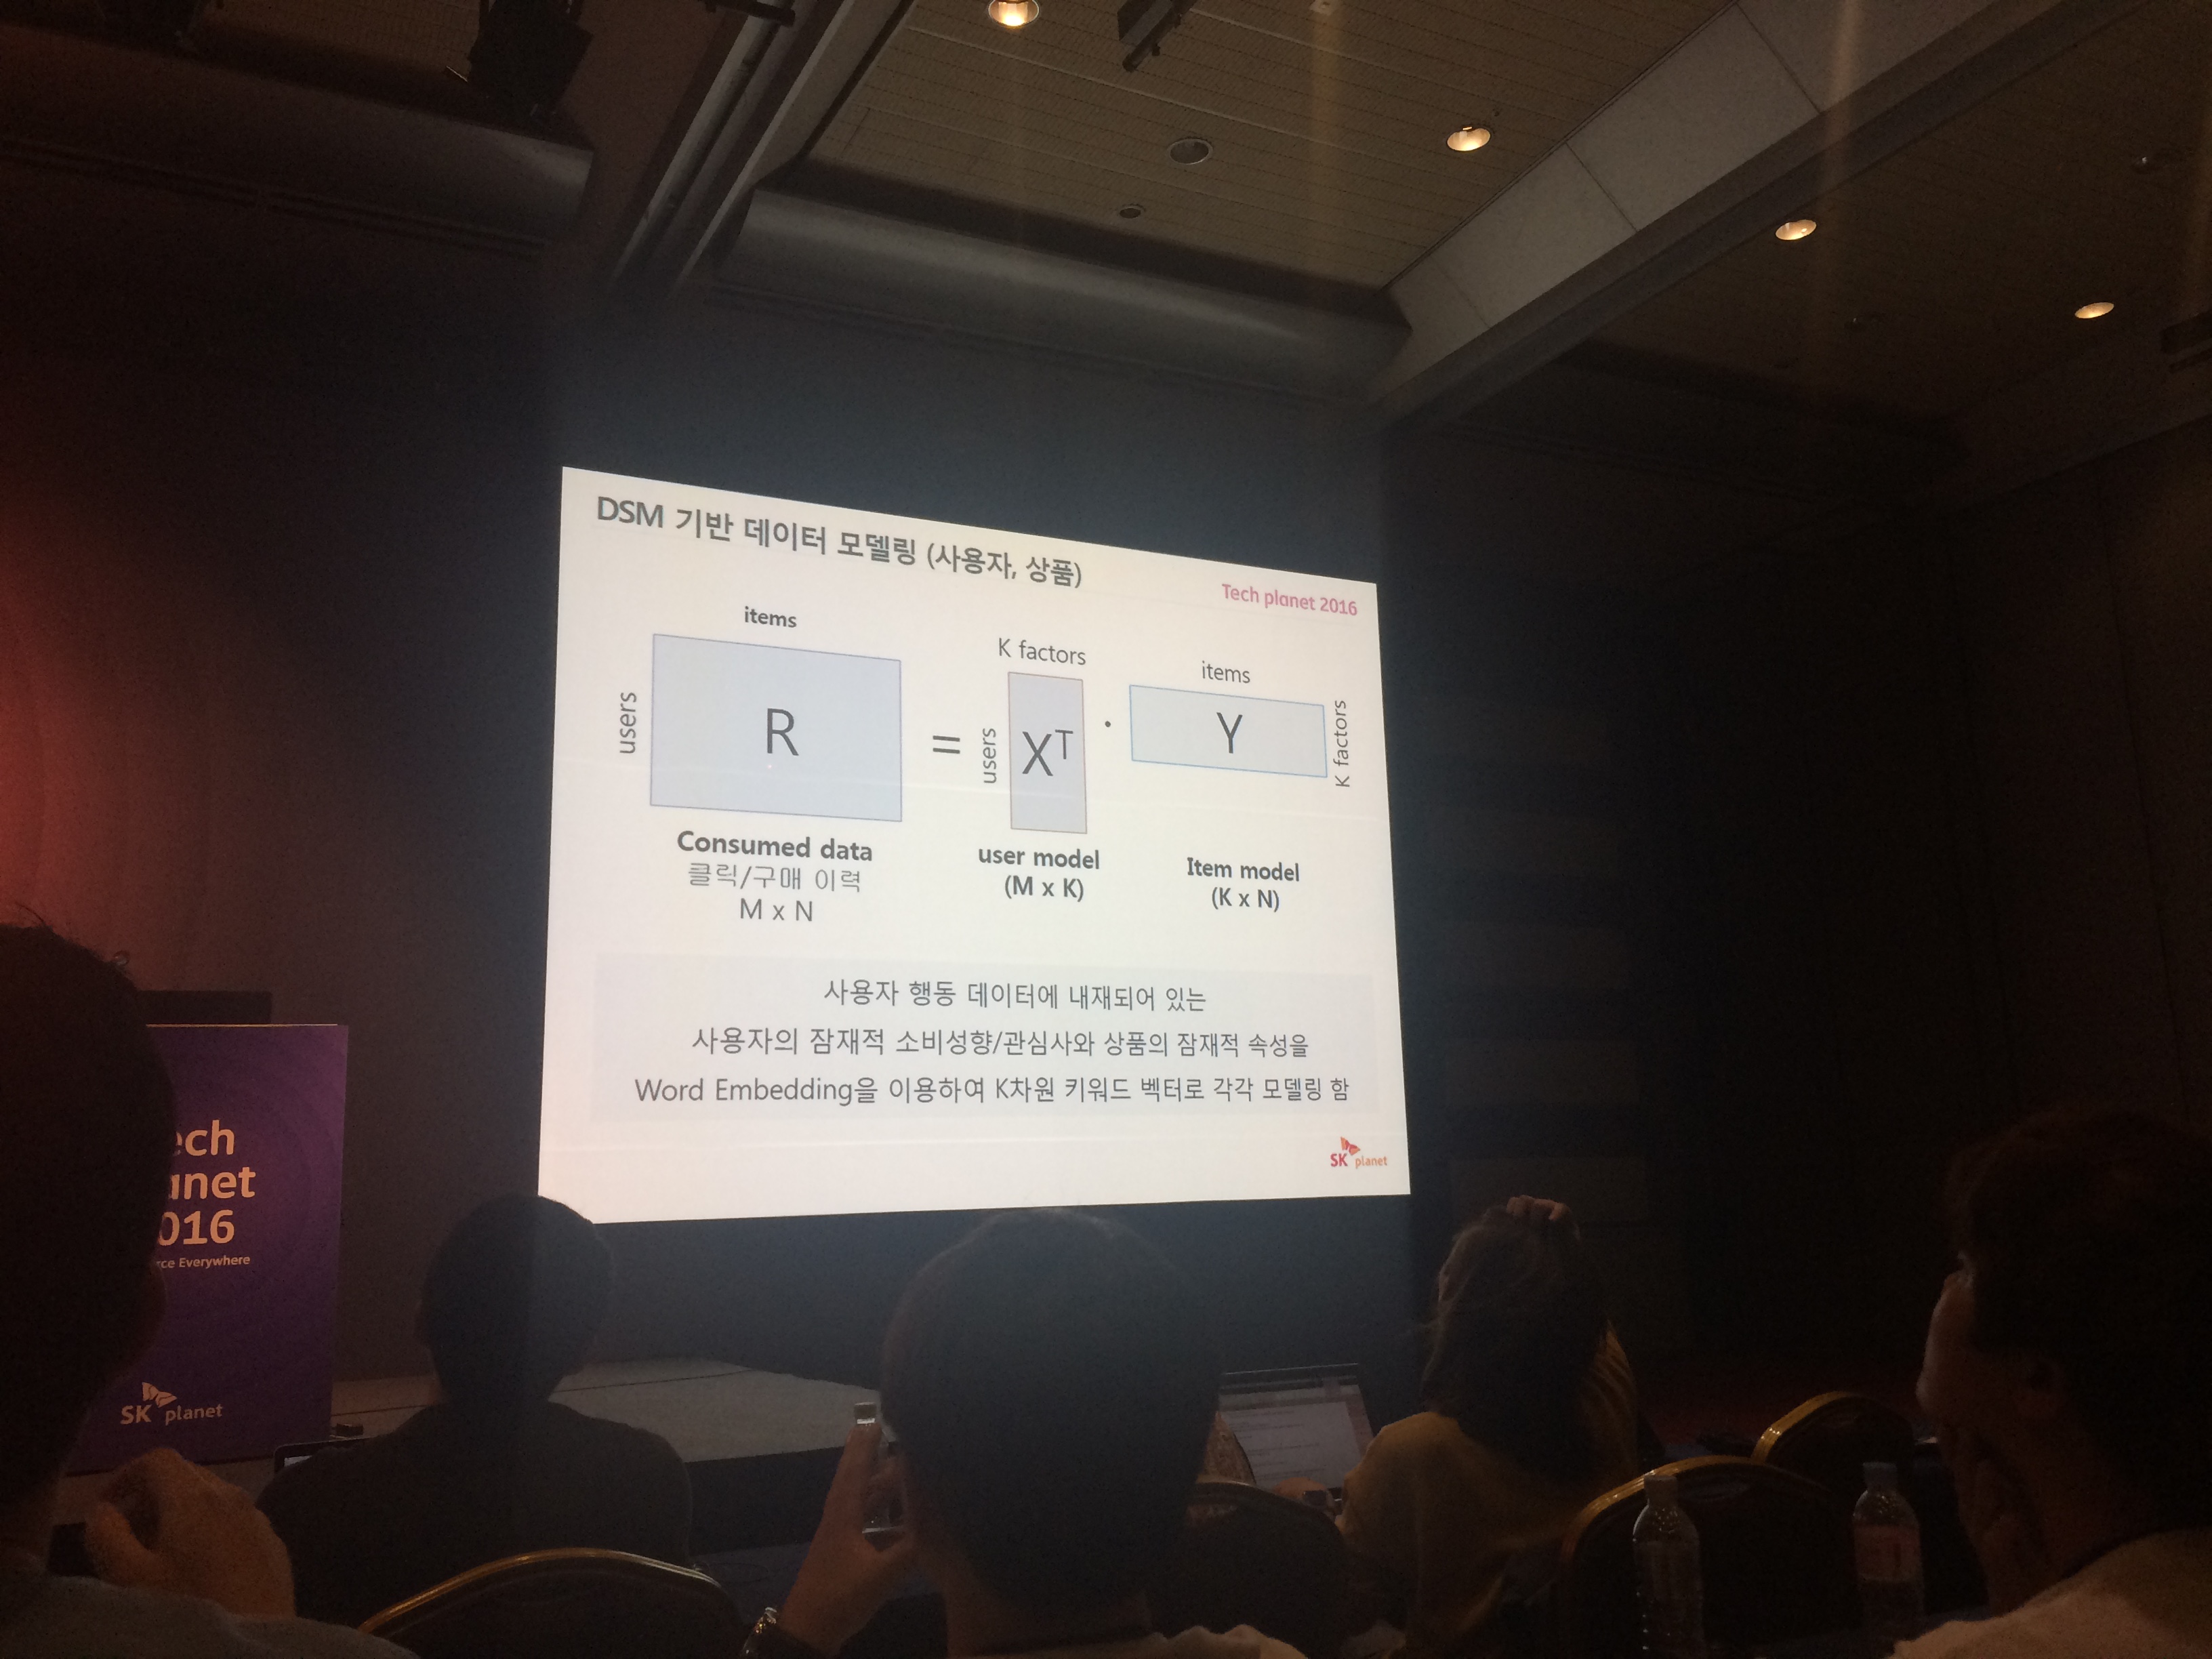 DSM 기반 데이터 모델링 (사용자, 상품)
Tech planet 2016
items
users
R
=
K factors
users
X^T
·
items
Y
K factors
Consumed data
클릭/구매 이력
M x N
user model
(M x K)
Item model
(K x N)
사용자 행동 데이터에 내재되어 있는
사용자의 잠재적 소비성향/관심사와 상품의 잠재적 속성을
Word Embedding을 이용하여 K차원 키워드 벡터로 각각 모델링 함
SK planet
ech
anet
016
rce Everywhere
SK planet